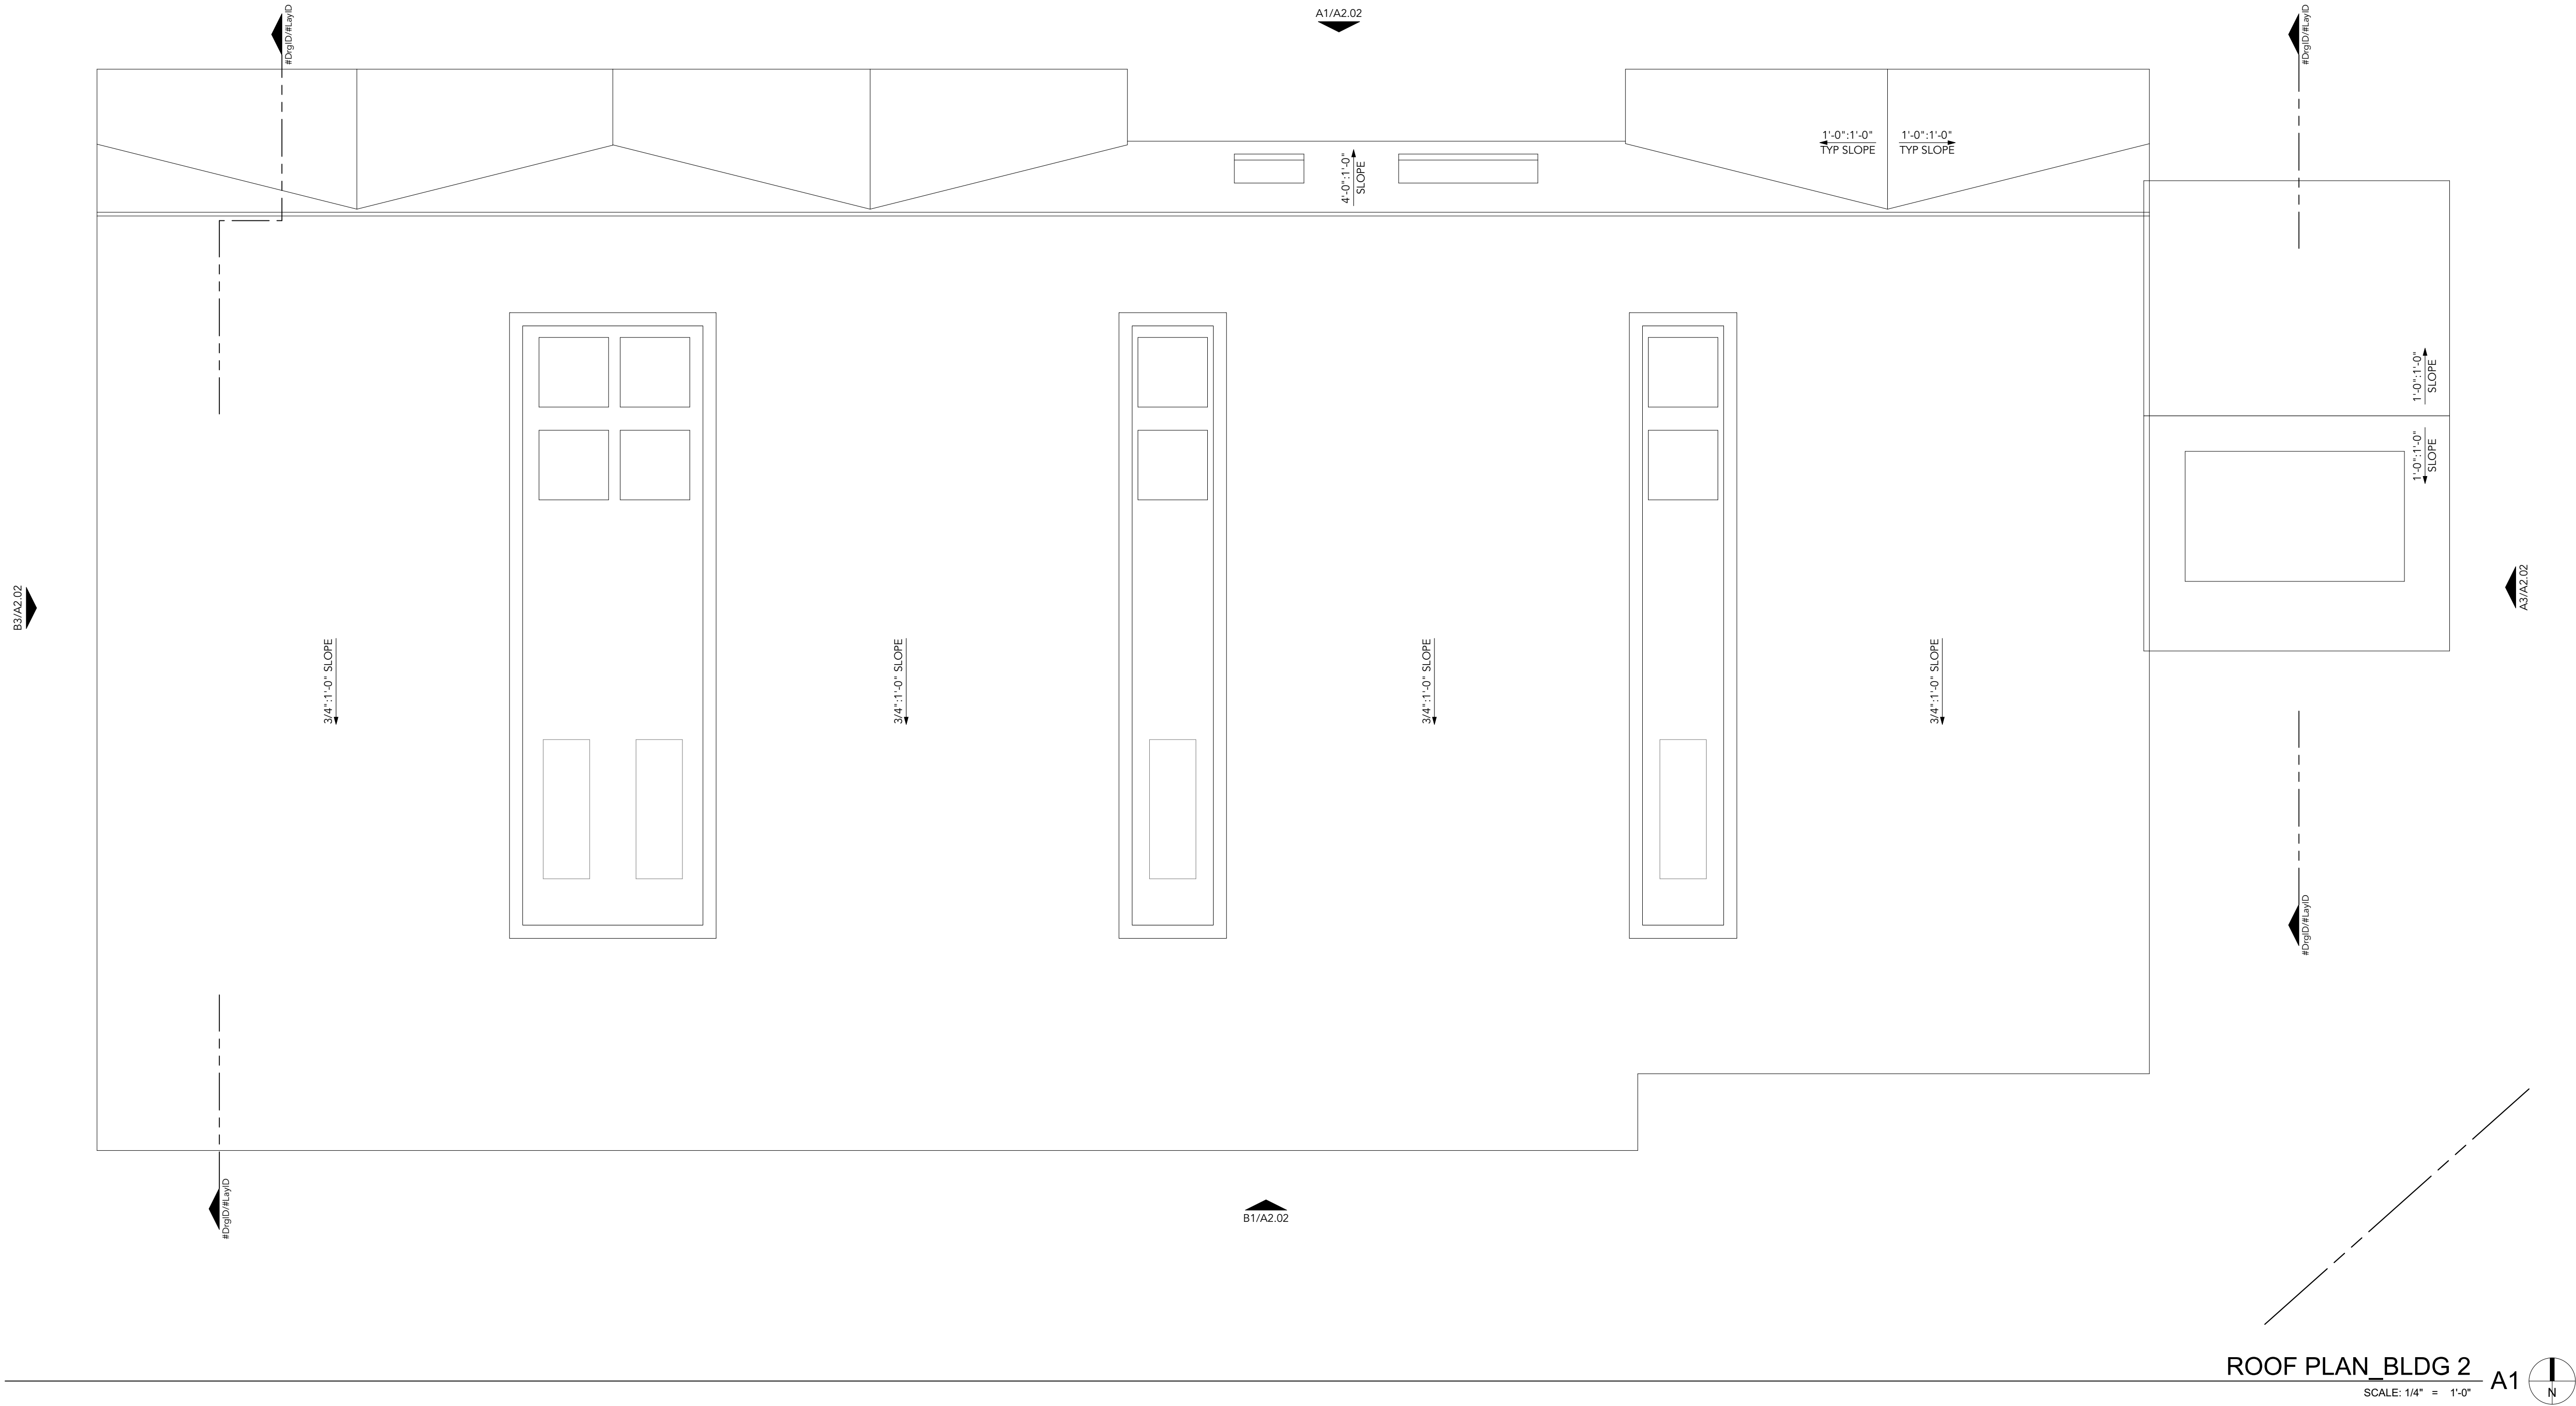 #DrgID/#LayID
A1/A2.02
#DrgID/#LayID
1'-0":1'-0"
TYP SLOPE
1'-0":1'-0"
TYP SLOPE
4'-0":1'-0"
SLOPE
1'-0":1'-0"
SLOPE
1'-0":1'-0"
SLOPE
B3/A2.02
A3/A2.02
3/4":1'-0" SLOPE
3/4":1'-0" SLOPE
3/4":1'-0" SLOPE
3/4":1'-0" SLOPE
#DrgID/#LayID
#DrgID/#LayID
B1/A2.02
ROOF PLAN_BLDG 2
A1
N
SCALE: 1/4" = 1'-0"